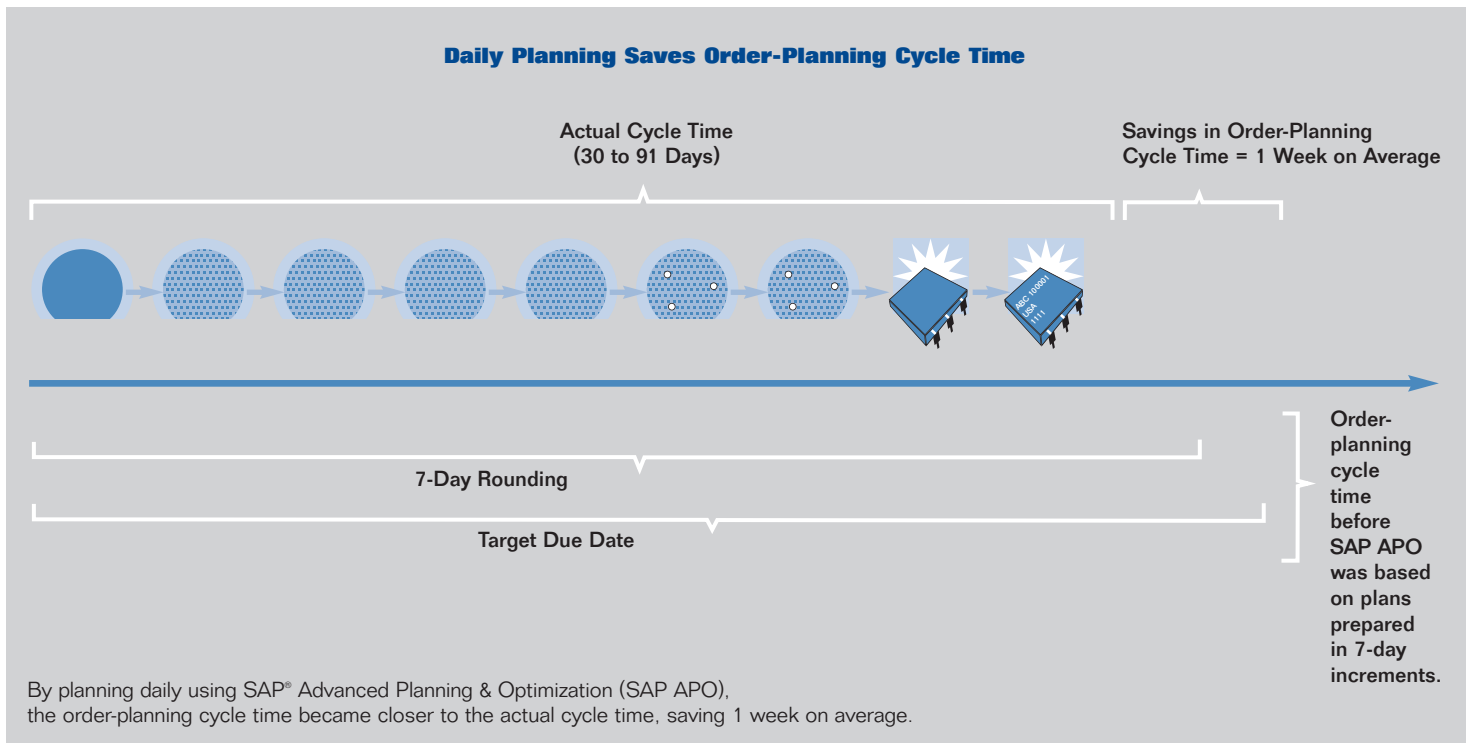 Daily Planning Saves Order-Planning Cycle Time
Actual Cycle Time
(30 to 91 Days)
Savings in Order-Planning
Cycle Time = 1 Week on Average
ABC 100001
USA
1111
7-Day Rounding
Target Due Date
Order-
planning
cycle
time
before
SAP APO
was based
on plans
prepared
in 7-day
increments.
By planning daily using SAP® Advanced Planning & Optimization (SAP APO),
the order-planning cycle time became closer to the actual cycle time, saving 1 week on average.